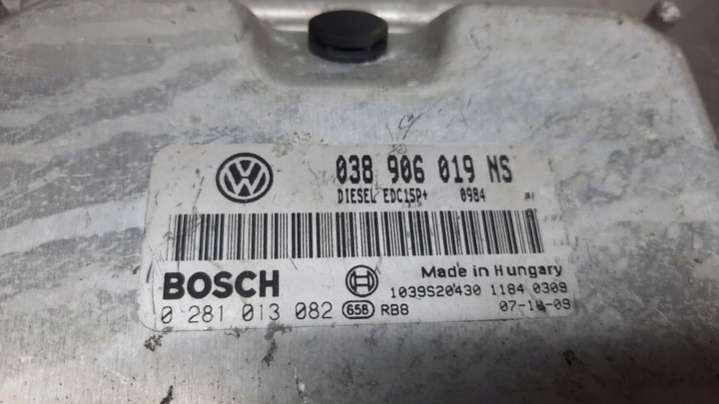 038 906 019 NS
DIESEL EDC15P+ 0984
BOSCH
Made in Hungary
1039S20430 1184 0309
0 281 013 082 658 RBB 07-10-09